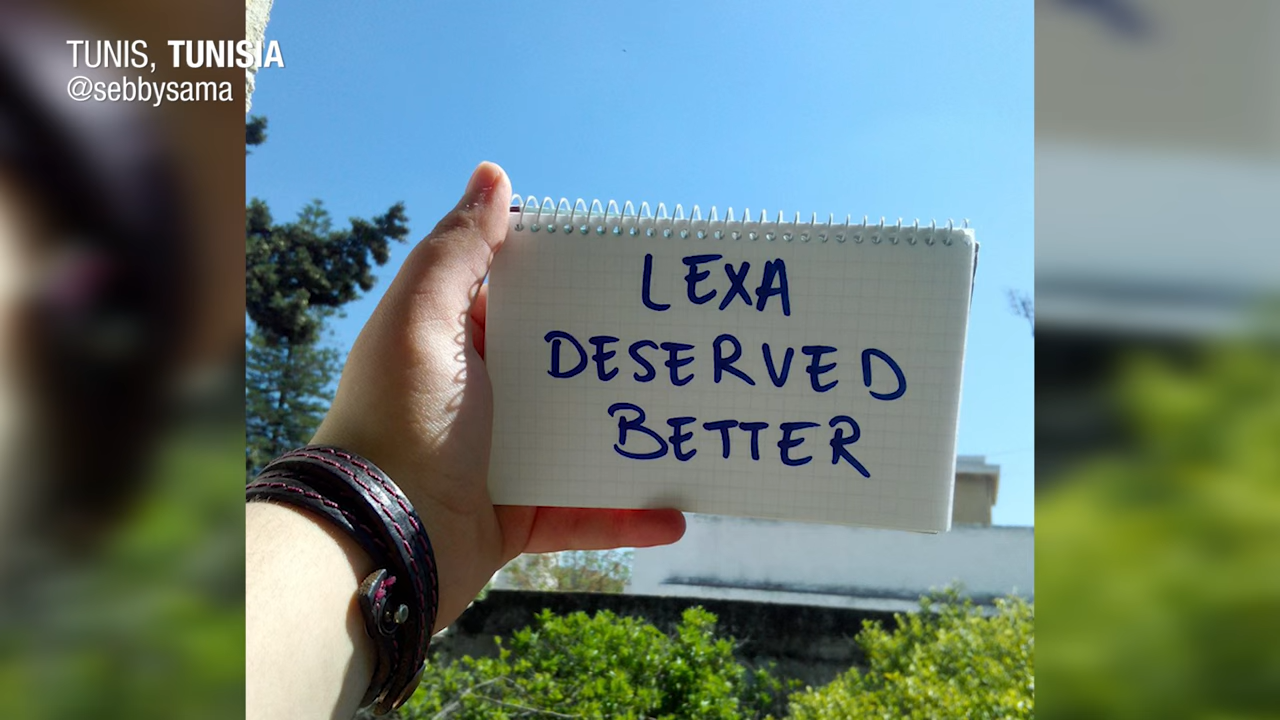 TUNIS, TUNISIA
@sebbysama
LEXA
DESERVED
BETTER